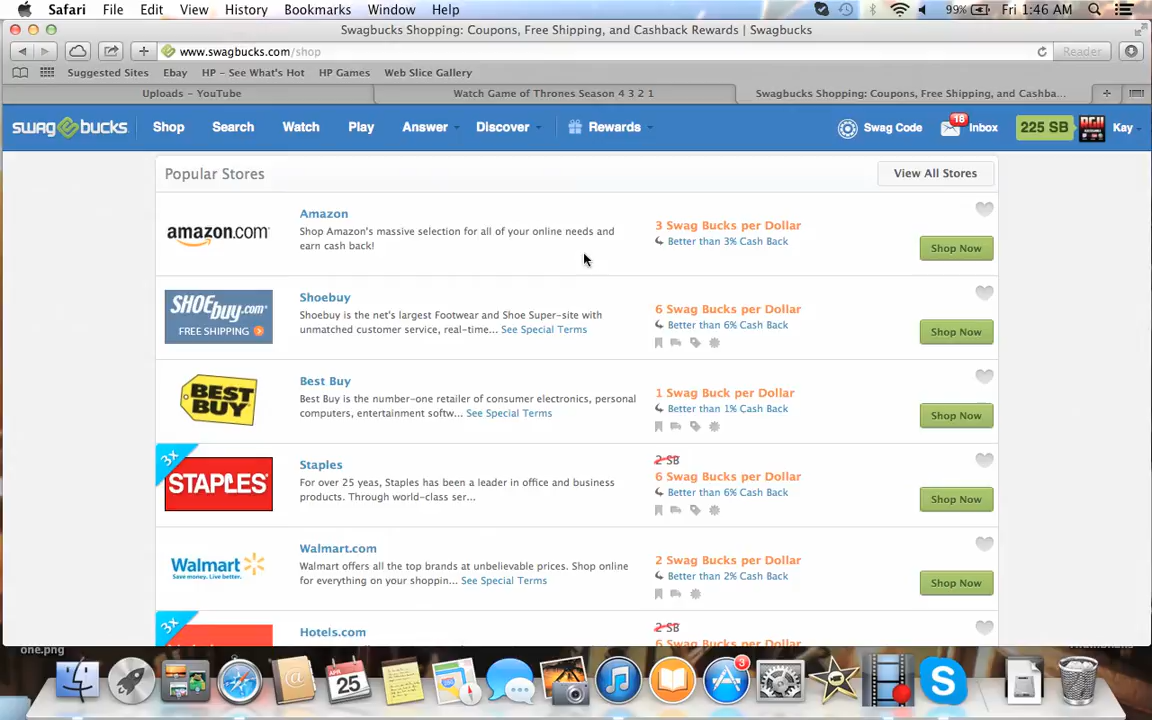 Safari File Edit View History Bookmarks Window Help 99% Fri 1:46 AM
Swagbucks Shopping: Coupons, Free Shipping, and Cashback Rewards | Swagbucks
www.swagbucks.com/shop Reader
Suggested Sites Ebay HP – See What's Hot HP Games Web Slice Gallery
Uploads – YouTube Watch Game of Thrones Season 4 3 2 1 Swagbucks Shopping: Coupons, Free Shipping, and Cashba...
swagbucks Shop Search Watch Play Answer Discover Rewards Swag Code 18 Inbox 225 SB Kay
Popular Stores View All Stores
amazon.com
Amazon
Shop Amazon's massive selection for all of your online needs and
earn cash back!
3 Swag Bucks per Dollar
Better than 3% Cash Back
Shop Now
SHOEbuy.com
FREE SHIPPING
Shoebuy
Shoebuy is the net's largest Footwear and Shoe Super-site with
unmatched customer service, real-time... See Special Terms
6 Swag Bucks per Dollar
Better than 6% Cash Back
Shop Now
BEST
BUY
Best Buy
Best Buy is the number-one retailer of consumer electronics, personal
computers, entertainment softw... See Special Terms
1 Swag Buck per Dollar
Better than 1% Cash Back
Shop Now
3x
STAPLES
Staples
For over 25 yeas, Staples has been a leader in office and business
products. Through world-class ser...
2 SB
6 Swag Bucks per Dollar
Better than 6% Cash Back
Shop Now
Walmart
Save money. Live better.
Walmart.com
Walmart offers all the top brands at unbelievable prices. Shop online
for everything on your shoppin... See Special Terms
2 Swag Bucks per Dollar
Better than 2% Cash Back
Shop Now
3x
Hotels.com
2 SB
6 Swag Bucks per Dollar
one.png
JUL
25
3